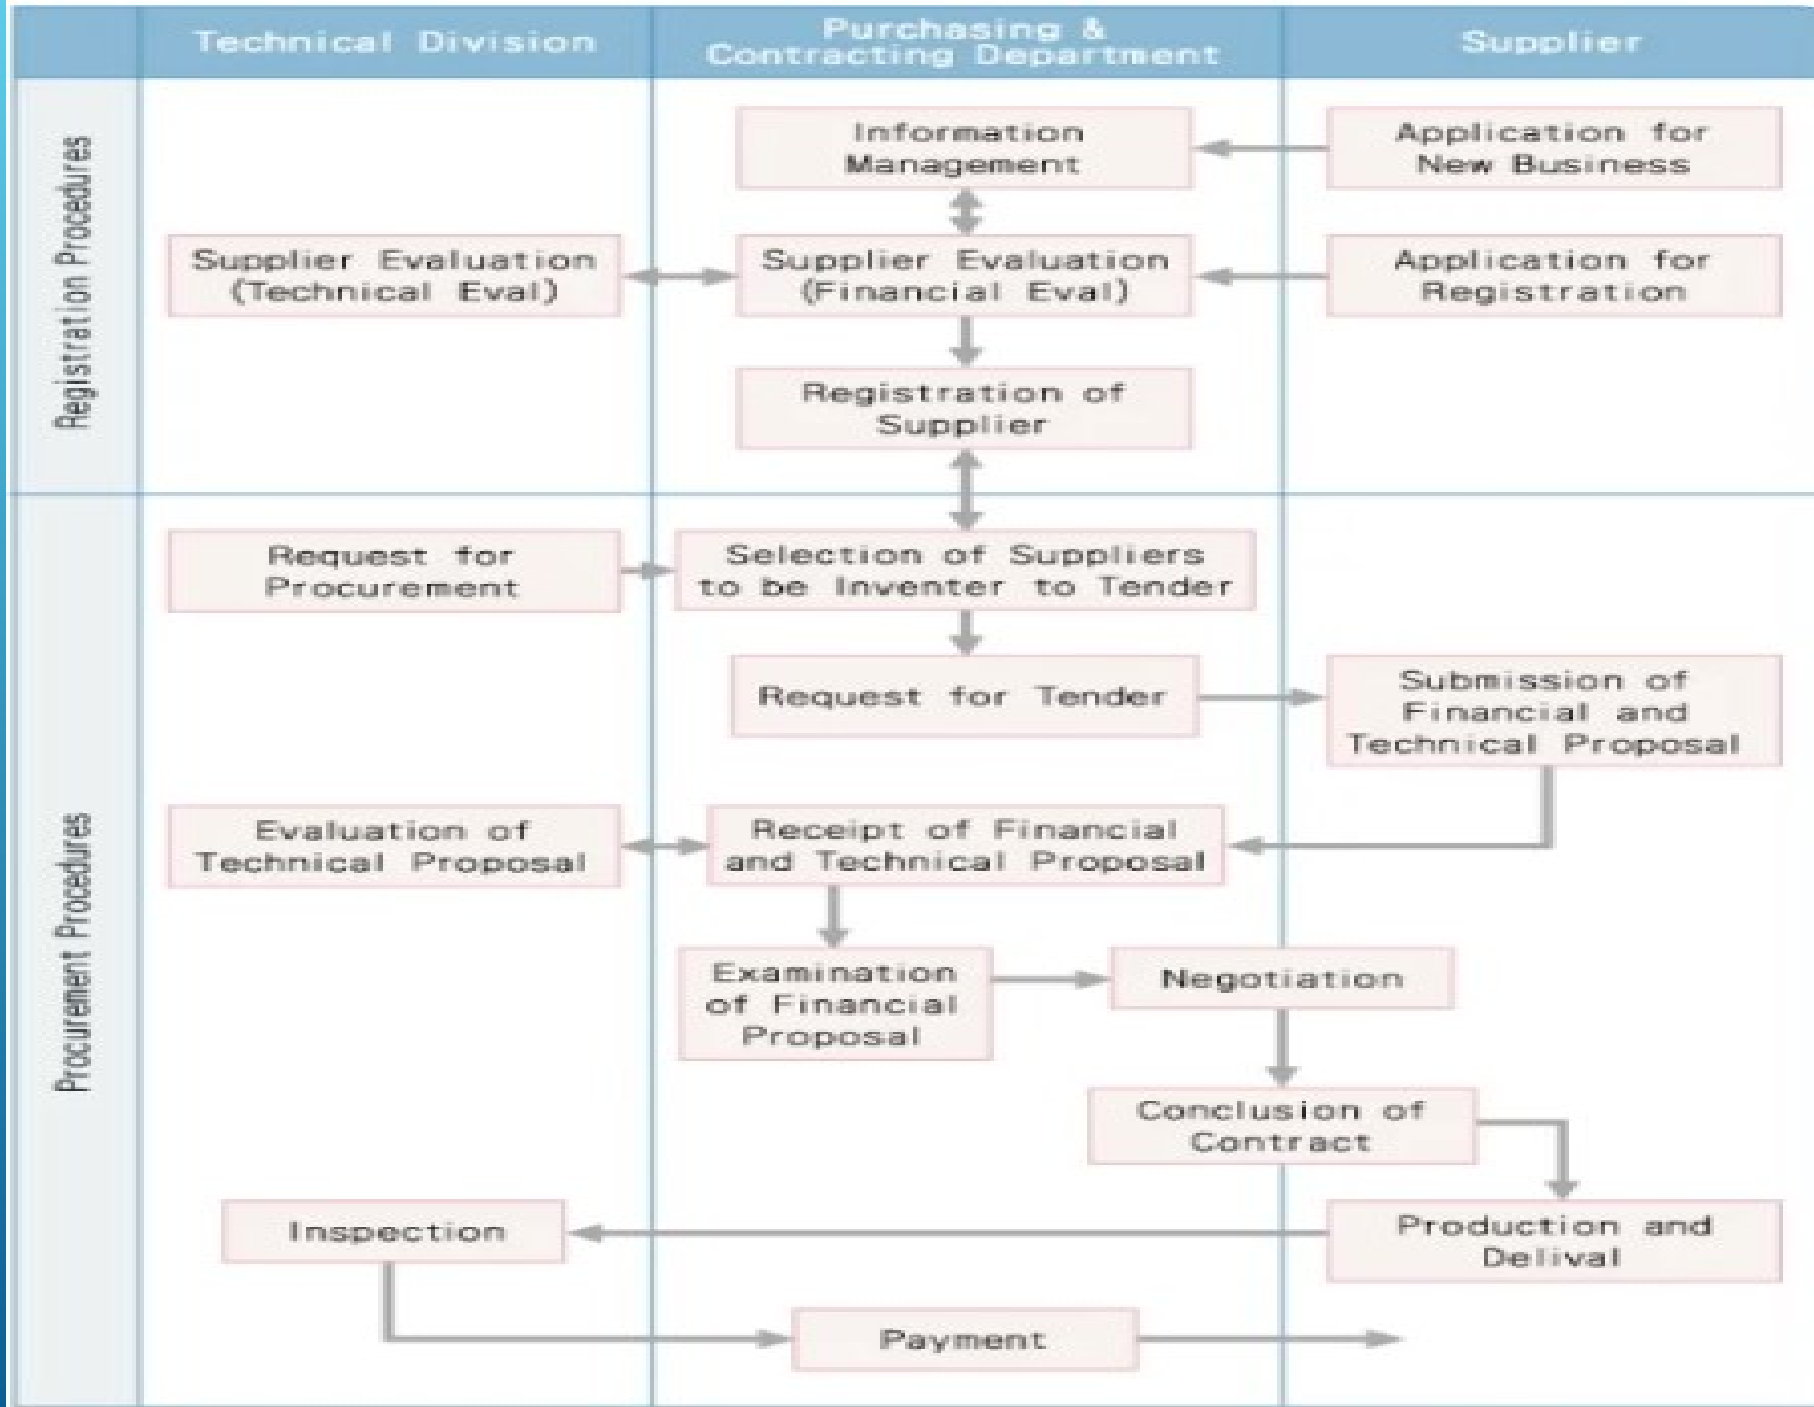 Technical Division
Purchasing &
Contracting Department
Supplier
Registration Procedures
Information
Management
Application for
New Business
Supplier Evaluation
(Technical Eval)
Supplier Evaluation
(Financial Eval)
Application for
Registration
Registration of
Supplier
Procurement Procedures
Request for
Procurement
Selection of Suppliers
to be Inventer to Tender
Request for Tender
Submission of
Financial and
Technical Proposal
Evaluation of
Technical Proposal
Receipt of Financial
and Technical Proposal
Examination
of Financial
Proposal
Negotiation
Conclusion of
Contract
Inspection
Production and
Delival
Payment